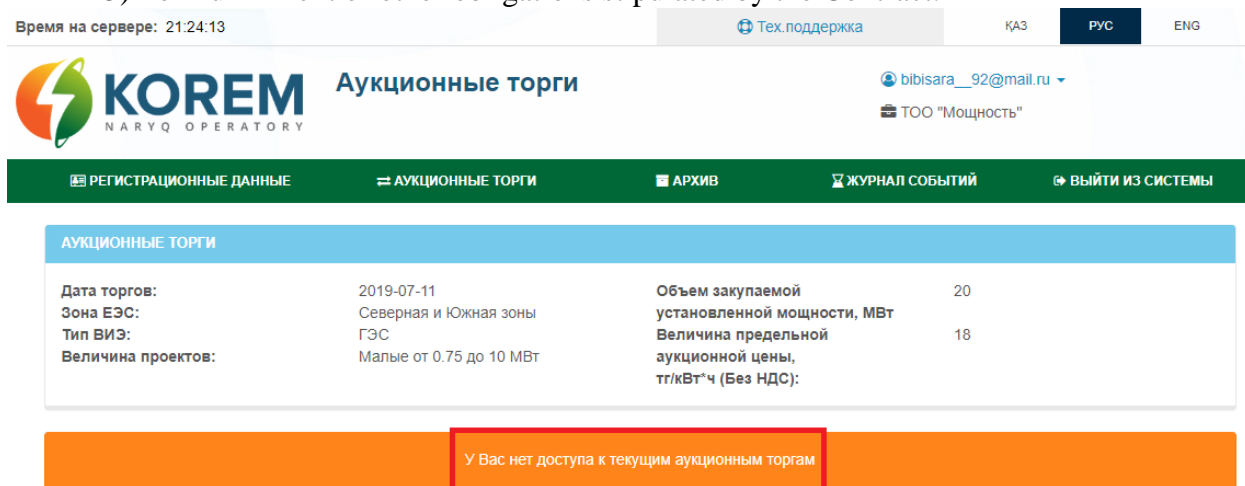 Время на сервере: 21:24:13
Тех.поддержка
ҚАЗ
РУС
ENG
KOREM
NARYQ OPERATORY
Аукционные торги
bibisara__92@mail.ru
ТОО "Мощность"
РЕГИСТРАЦИОННЫЕ ДАННЫЕ
АУКЦИОННЫЕ ТОРГИ
АРХИВ
ЖУРНАЛ СОБЫТИЙ
ВЫЙТИ ИЗ СИСТЕМЫ
АУКЦИОННЫЕ ТОРГИ
Дата торгов: 2019-07-11
Зона ЕЭС: Северная и Южная зоны
Тип ВИЭ: ГЭС
Величина проектов: Малые от 0.75 до 10 МВт
Объем закупаемой 20
установленной мощности, МВт
Величина предельной 18
аукционной цены,
тг/кВт*ч (Без НДС):
У Вас нет доступа к текущим аукционным торгам